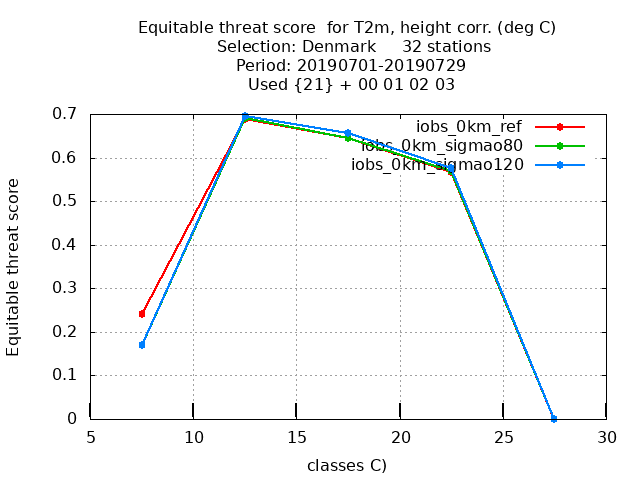 Equitable threat score  for T2m, height corr. (deg C)
Selection: Denmark     32 stations
Period: 20190701-20190729
Used {21} + 00 01 02 03
Equitable threat score
0.7
0.6
0.5
0.4
0.3
0.2
0.1
0
iobs_0km_ref
iobs_0km_sigmao80
iobs_0km_sigmao120
5 10 15 20 25 30
classes C)